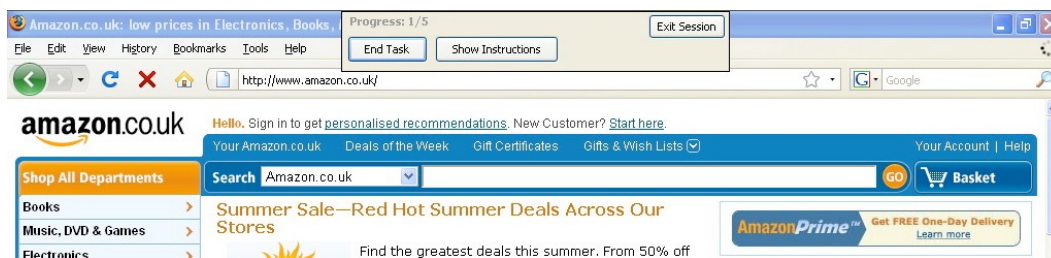 Amazon.co.uk: low prices in Electronics, Books,
Progress: 1/5
Exit Session
End Task
Show Instructions
File Edit View History Bookmarks Tools Help
http://www.amazon.co.uk/
G
Google
amazon.co.uk
Hello. Sign in to get personalised recommendations. New Customer? Start here.
Your Amazon.co.uk Deals of the Week Gift Certificates Gifts & Wish Lists Your Account | Help
Shop All Departments
Search Amazon.co.uk GO Basket
Books
Music, DVD & Games
Electronics
Summer Sale—Red Hot Summer Deals Across Our
Stores
Find the greatest deals this summer. From 50% off
AmazonPrime™ Get FREE One-Day Delivery
Learn more